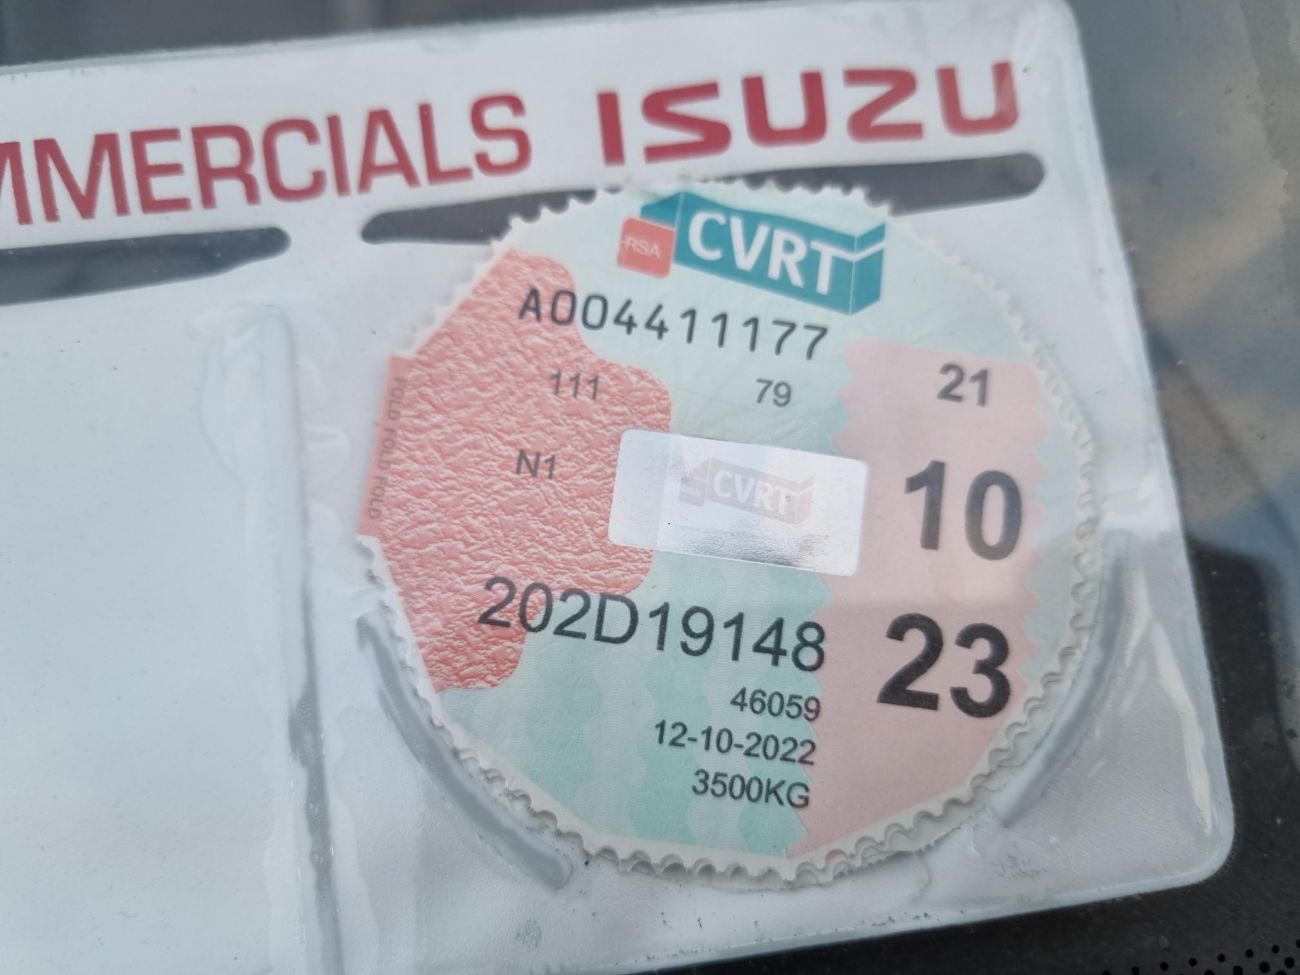 MMERCIALS ISUZU
RSA CVRT
A004411177
111 79 21
N1
RSA CVRT
10
FOLD FOLD FOLD
202D19148
23
46059
12-10-2022
3500KG